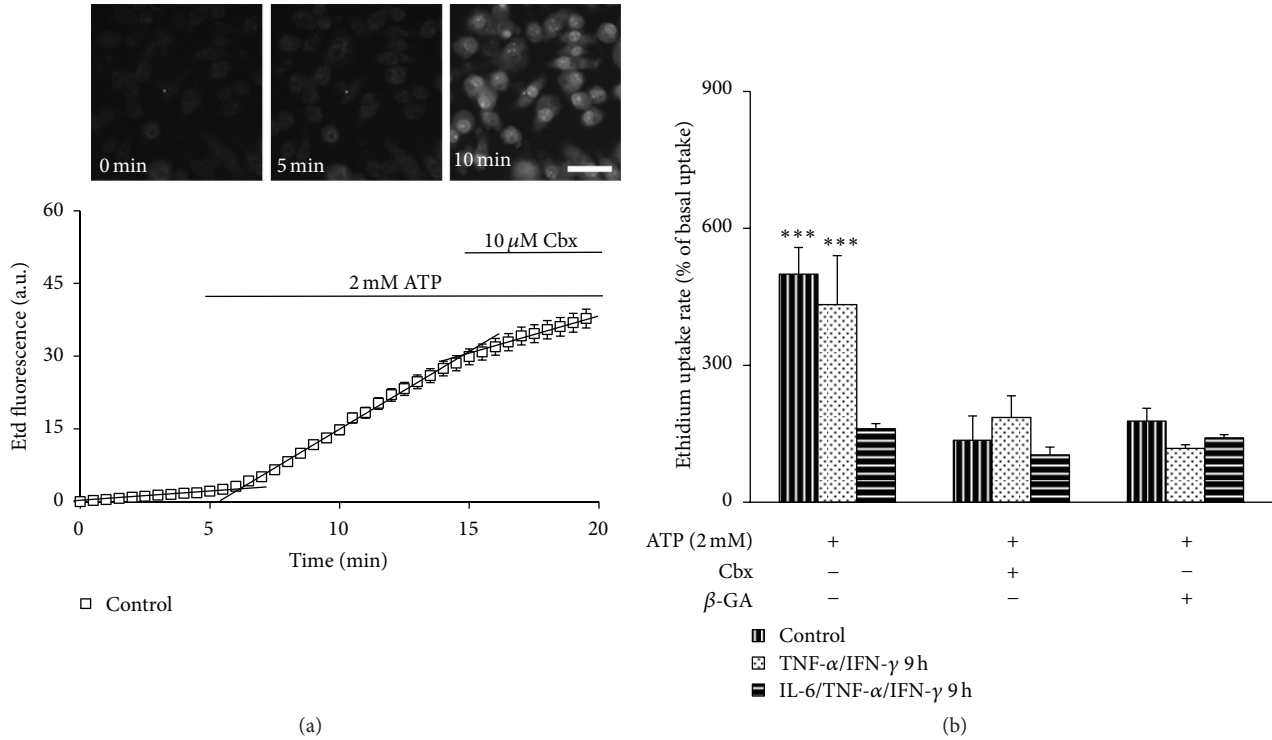 0 min
5 min
10 min
60
45
30
15
0
Etd fluorescence (a.u.)
10 μM Cbx
2 mM ATP
0
5
10
15
20
Time (min)
Control
(a)
900
600
300
0
Ethidium uptake rate (% of basal uptake)
*** ***
ATP (2 mM) + + +
Cbx − + −
β-GA − − +
Control
TNF-α/IFN-γ 9 h
IL-6/TNF-α/IFN-γ 9 h
(b)